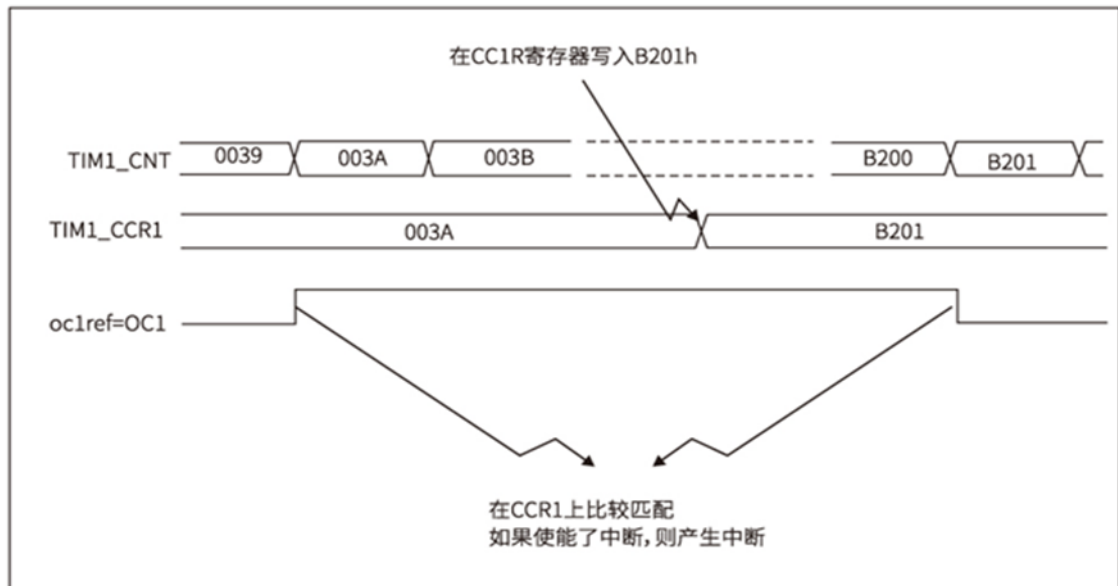 在CC1R寄存器写入B201h
TIM1_CNT 0039 003A 003B B200 B201
TIM1_CCR1 003A B201
oc1ref=OC1
在CCR1上比较匹配
如果使能了中断,则产生中断